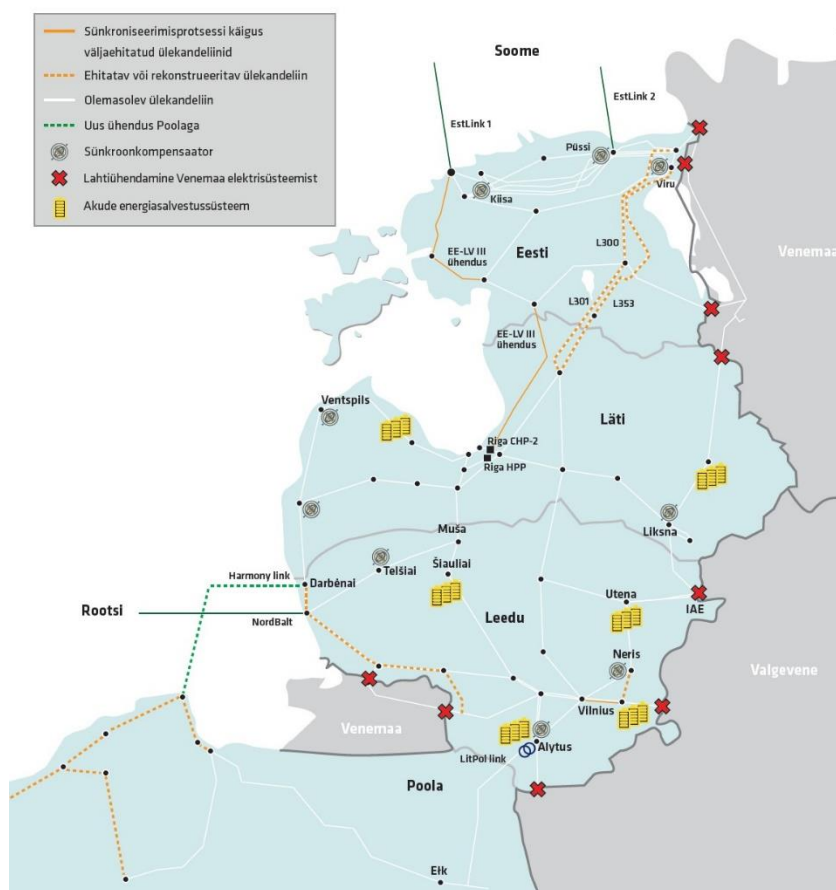 Sünkroniseerimisprotsessi käigus
väljaehitatud ülekandeliinid
Ehitatav või rekonstrueeritav ülekandeliin
Olemasolev ülekandeliin
Uus ühendus Poolaga
Sünkroonkompensaator
Lahtiühendamine Venemaa elektrisüsteemist
Akude energiasalvestussüsteem
Soome
EstLink 1
EstLink 2
Püssi
Kiisa
Viru
Venemaa
EE-LV III
ühendus
Eesti
L300
L301
L353
EE-LV III
ühendus
Ventspils
Läti
Riga CHP-2
Riga HPP
Liksna
Muša
Harmony link
Darbėnai
Telšiai
Šiauliai
Rootsi
NordBalt
Leedu
Utena
IAE
Neris
Valgevene
Venemaa
Vilnius
Alytus
LitPol link
Poola
Ełk